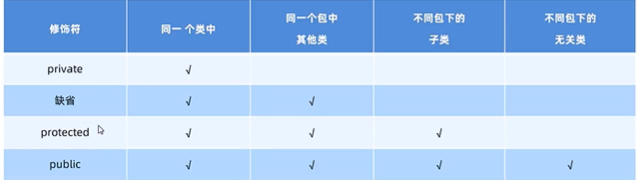 修饰符 同一个类中 同一个包中其他类 不同包下的子类 不同包下的无关类
private √
缺省 √ √
protected √ √ √
public √ √ √ √